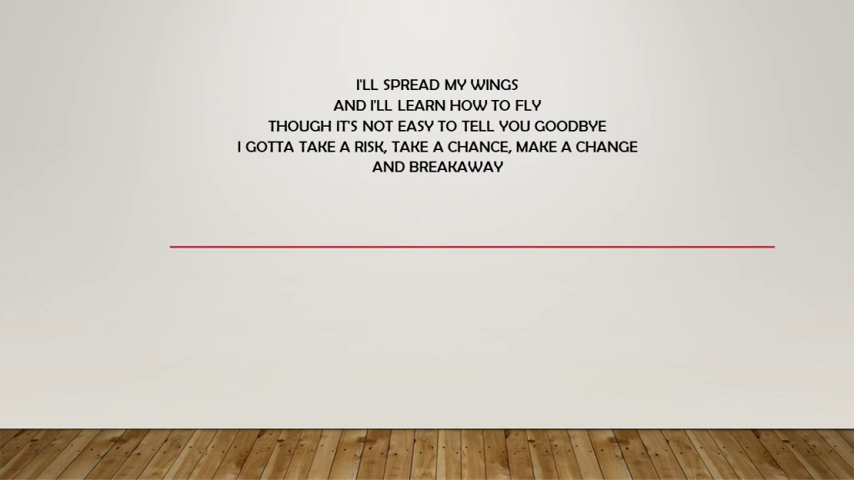 I'LL SPREAD MY WINGS
AND I'LL LEARN HOW TO FLY
THOUGH IT'S NOT EASY TO TELL YOU GOODBYE
I GOTTA TAKE A RISK, TAKE A CHANCE, MAKE A CHANGE
AND BREAKAWAY